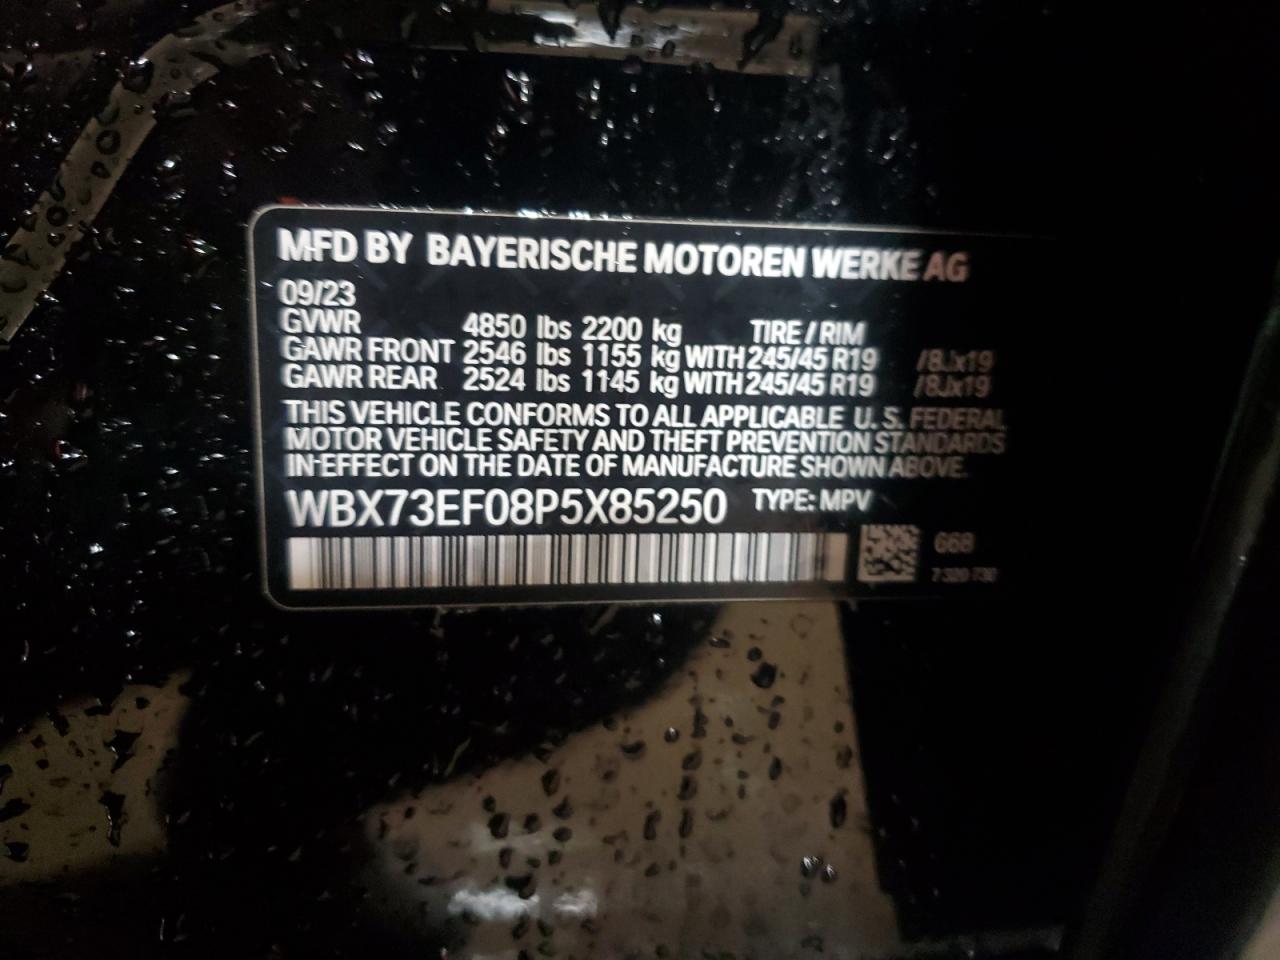 MFD BY BAYERISCHE MOTOREN WERKE AG
09/23
GVWR 4850 lbs 2200 kg TIRE / RIM
GAWR FRONT 2546 lbs 1155 kg WITH 245/45 R19 /8Jx19
GAWR REAR 2524 lbs 1145 kg WITH 245/45 R19 /8Jx19
THIS VEHICLE CONFORMS TO ALL APPLICABLE U.S. FEDERAL
MOTOR VEHICLE SAFETY AND THEFT PREVENTION STANDARDS
IN EFFECT ON THE DATE OF MANUFACTURE SHOWN ABOVE.
WBX73EF08P5X85250 TYPE: MPV